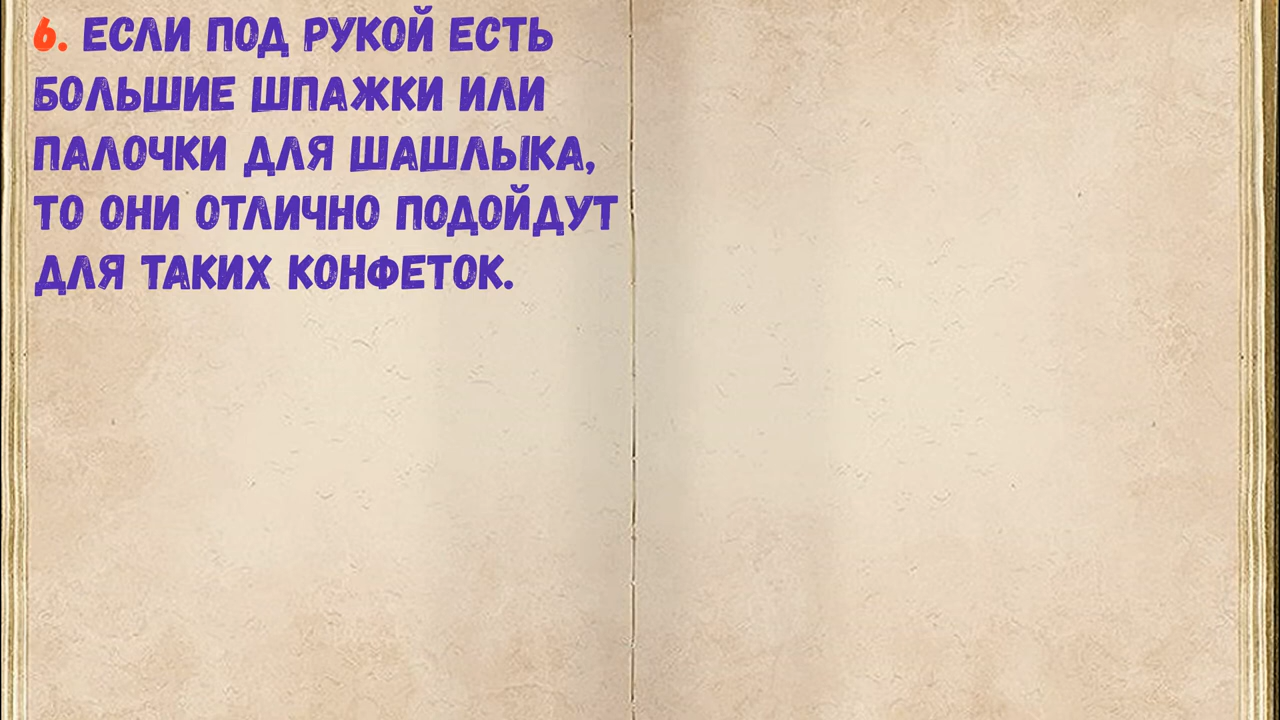 6. ЕСЛИ ПОД РУКОЙ ЕСТЬ
БОЛЬШИЕ ШПАЖКИ ИЛИ
ПАЛОЧКИ ДЛЯ ШАШЛЫКА,
ТО ОНИ ОТЛИЧНО ПОДОЙДУТ
ДЛЯ ТАКИХ КОНФЕТОК.